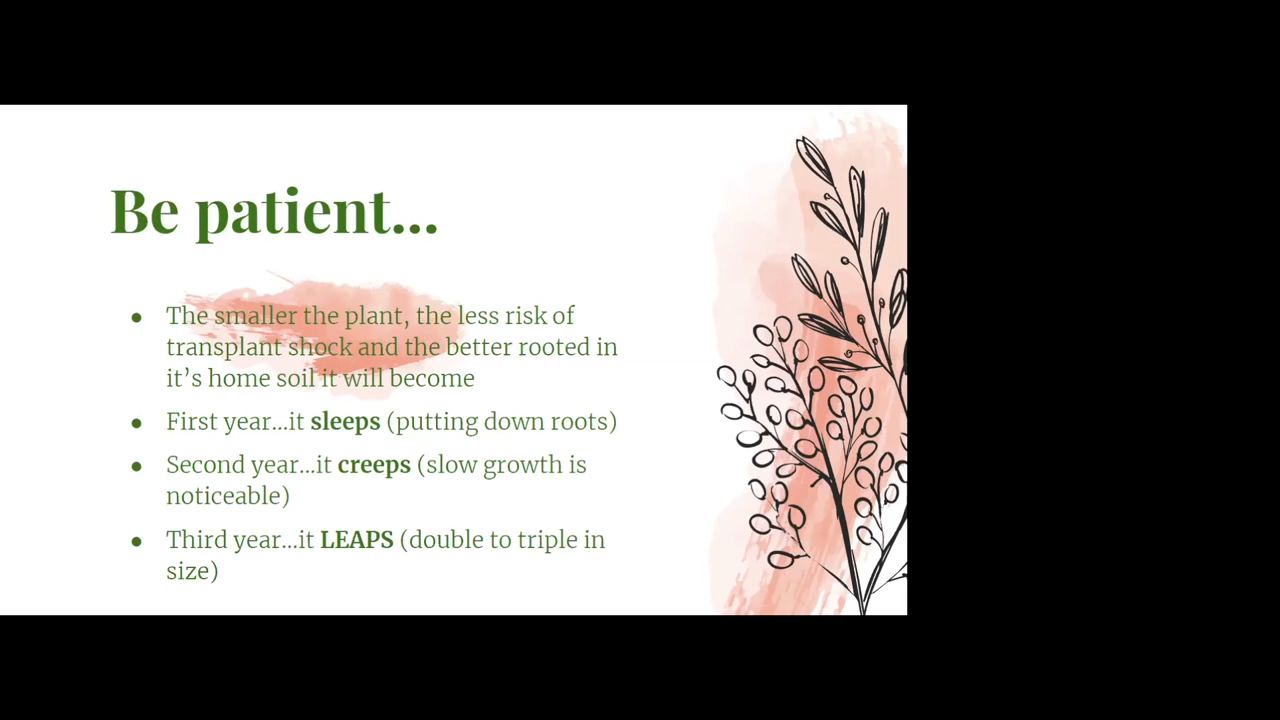 Be patient...
● The smaller the plant, the less risk of
transplant shock and the better rooted in
it’s home soil it will become
● First year...it sleeps (putting down roots)
● Second year...it creeps (slow growth is
noticeable)
● Third year...it LEAPS (double to triple in
size)